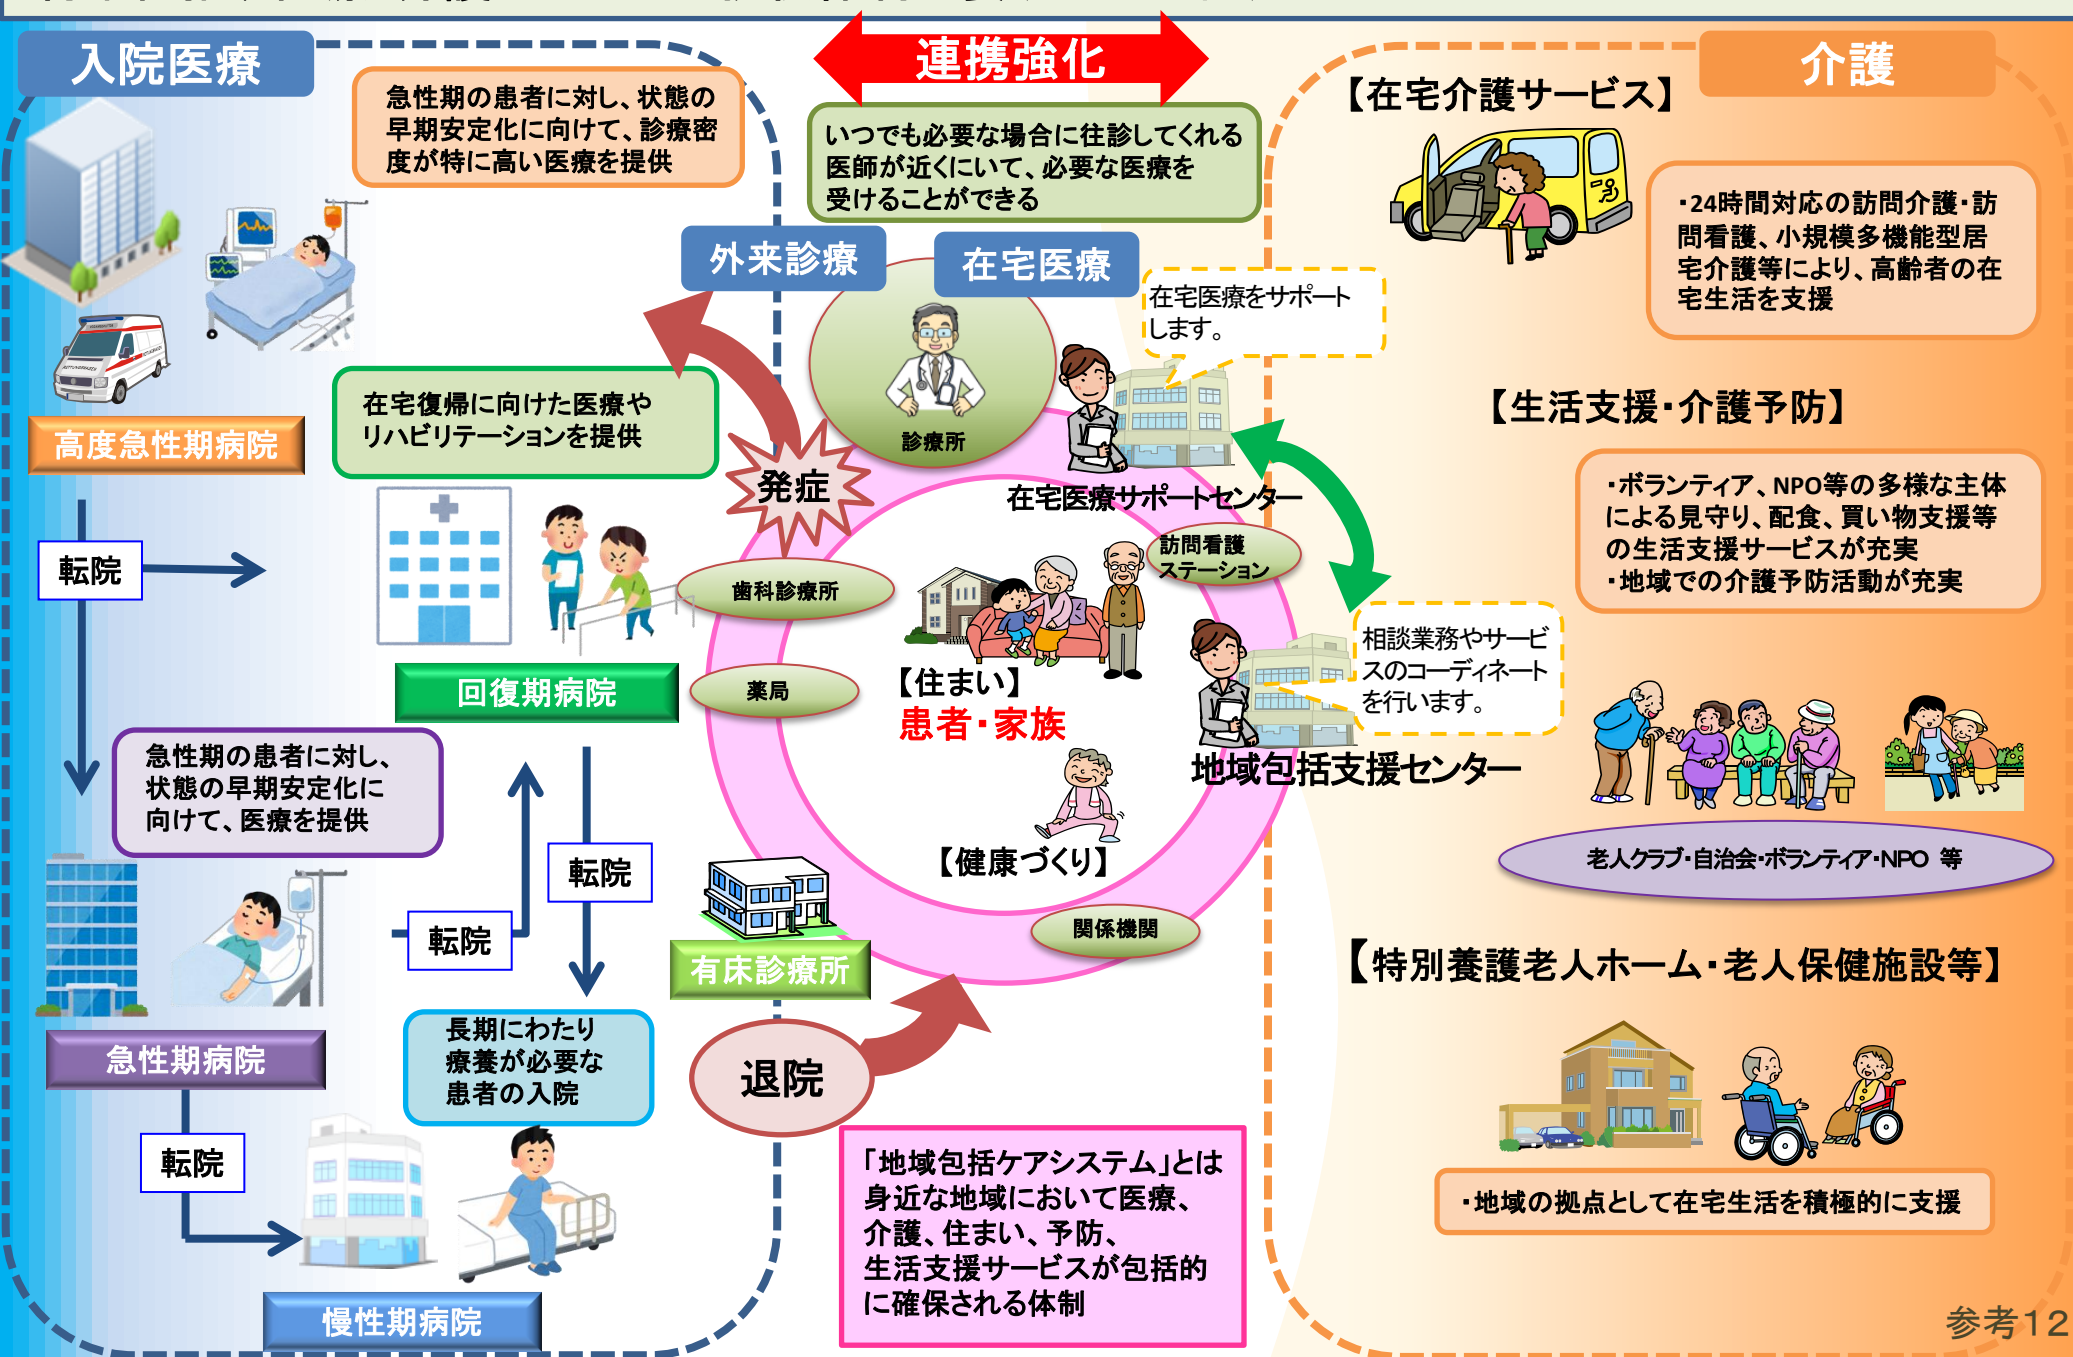 入院医療
連携強化
介護
急性期の患者に対し、状態の
早期安定化に向けて、診療密
度が特に高い医療を提供
いつでも必要な場合に往診してくれる
医師が近くにいて、必要な医療を
受けることができる
【在宅介護サービス】
・24時間対応の訪問介護・訪
問看護、小規模多機能型居
宅介護等により、高齢者の在
宅生活を支援
外来診療
在宅医療
在宅医療をサポート
します。
診療所
高度急性期病院
在宅復帰に向けた医療や
リハビリテーションを提供
発症
在宅医療サポートセンター
【生活支援・介護予防】
・ボランティア、NPO等の多様な主体
による見守り、配食、買い物支援等
の生活支援サービスが充実
・地域での介護予防活動が充実
転院
訪問看護
ステーション
歯科診療所
回復期病院
薬局
【住まい】
患者・家族
相談業務やサービ
スのコーディネート
を行います。
地域包括支援センター
急性期の患者に対し、
状態の早期安定化に
向けて、医療を提供
【健康づくり】
老人クラブ・自治会・ボランティア・NPO 等
転院
転院
関係機関
有床診療所
【特別養護老人ホーム・老人保健施設等】
急性期病院
長期にわたり
療養が必要な
患者の入院
退院
転院
「地域包括ケアシステム」とは
身近な地域において医療、
介護、住まい、予防、
生活支援サービスが包括的
に確保される体制
・地域の拠点として在宅生活を積極的に支援
慢性期病院
参考12